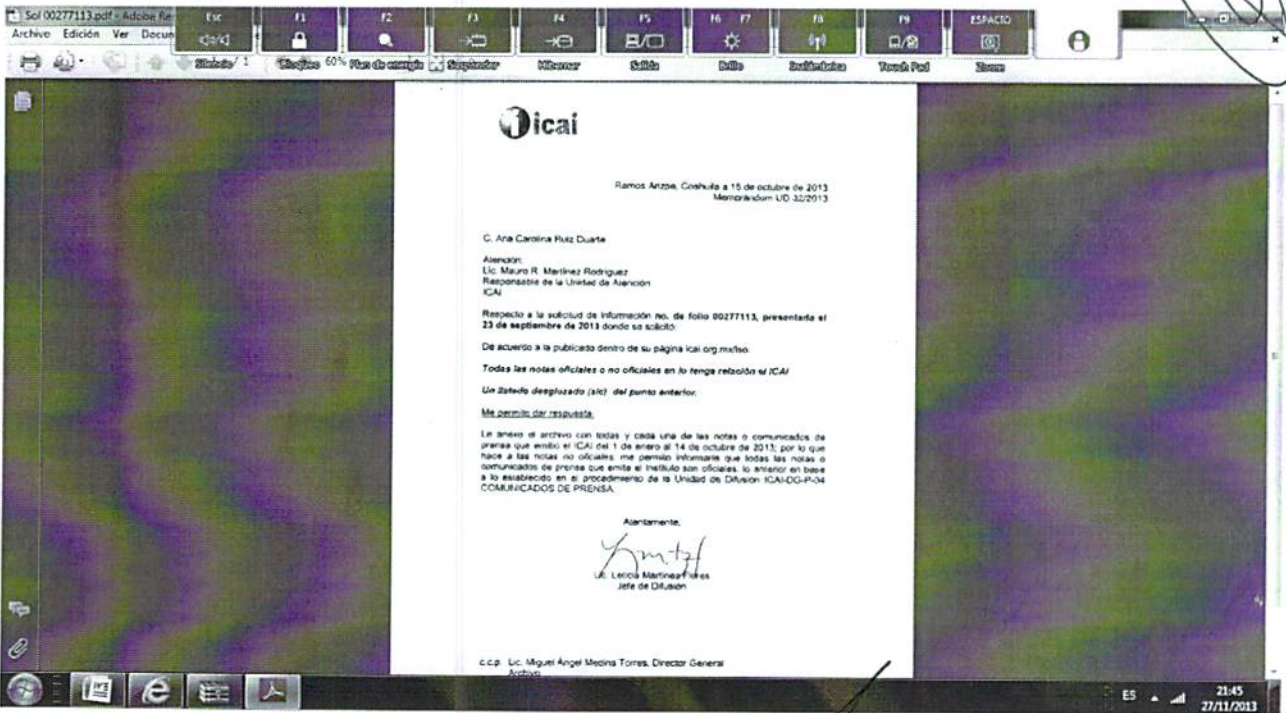 Sol 00277113.pdf - Adobe Re
Esc F1 F2 F3 F4 F5 F6 F7 F8 F9 ESPACIO
Archivo Edición Ver Docum
Silencio / 1 Bloqueo 60% Plan de energía Suspender Hibernar Salida Brillo Inalámbrica Touch Pad Zoom
icai
Ramos Arizpe, Coahuila a 15 de octubre de 2013
Memorándum UD 32/2013
C. Ana Carolina Ruiz Duarte
Atención:
Lic. Mauro R. Martínez Rodríguez
Responsable de la Unidad de Atención
ICAI
Respecto a la solicitud de información no. de folio 00277113, presentada el
23 de septiembre de 2013 donde se solicitó:
De acuerdo a la publicado dentro de su página icai.org.mx/iso
Todas las notas oficiales o no oficiales en lo tenga relación el ICAI
Un listado desglozado (sic) del punto anterior.
Me permito dar respuesta.
Le anexo el archivo con todas y cada una de las notas o comunicados de
prensa que emitió el ICAI del 1 de enero al 14 de octubre de 2013; por lo que
hace a las notas no oficiales, me permito informarle que todas las notas o
comunicados de prensa que emite el Instituto son oficiales, lo anterior en base
a lo establecido en el procedimiento de la Unidad de Difusión ICAI-DG-P-04
COMUNICADOS DE PRENSA.
Atentamente,
Lic. Leticia Martínez Flores
Jefa de Difusión
c.c.p. Lic. Miguel Ángel Medina Torres, Director General
Archivo
ES 21:45
27/11/2013